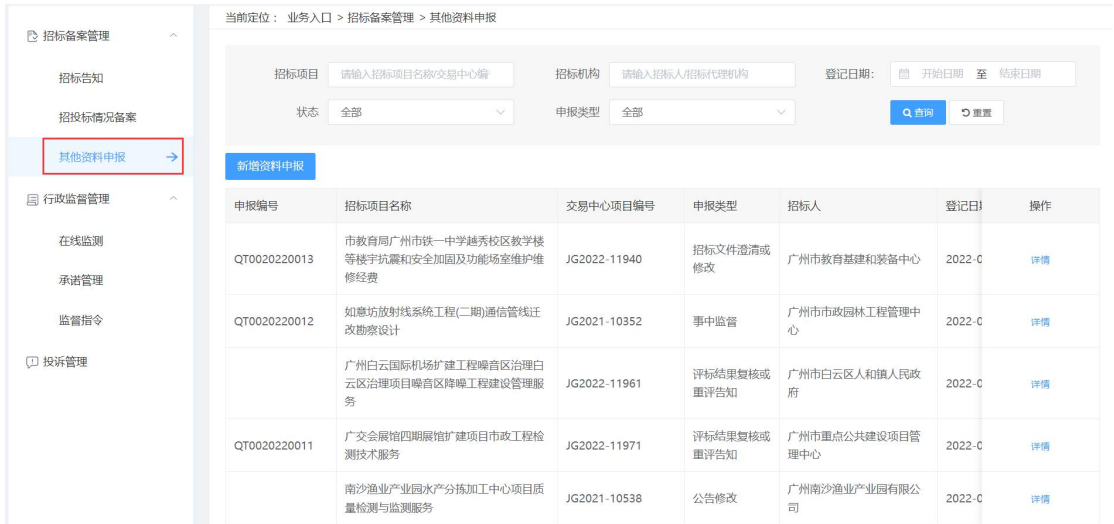 当前定位： 业务入口 > 招标备案管理 > 其他资料申报
招标备案管理
招标告知
招投标情况备案
其他资料申报
行政监督管理
在线监测
承诺管理
监督指令
投诉管理
招标项目 请输入招标项目名称/交易中心编
招标机构 请输入招标人/招标代理机构
登记日期： 开始日期 至 结束日期
状态 全部
申报类型 全部
查询 重置
新增资料申报
申报编号 招标项目名称 交易中心项目编号 申报类型 招标人 登记日 操作
QT0020220013
市教育局广州市铁一中学越秀校区教学楼
等楼宇抗震和安全加固及功能场室维护维
修经费
JG2022-11940
招标文件澄清或
修改
广州市教育基建和装备中心
2022-0
详情
QT0020220012
如意坊放射线系统工程(二期)通信管线迁
改勘察设计
JG2021-10352
事中监督
广州市市政园林工程管理中
心
2022-0
详情
广州白云国际机场扩建工程噪音区治理白
云区治理项目噪音区降噪工程建设管理服
务
JG2022-11961
评标结果复核或
重评告知
广州市白云区人和镇人民政
府
2022-0
详情
QT0020220011
广交会展馆四期展馆扩建项目市政工程检
测技术服务
JG2022-11971
评标结果复核或
重评告知
广州市重点公共建设项目管
理中心
2022-0
详情
南沙渔业产业园水产分拣加工中心项目质
量检测与监测服务
JG2021-10538
公告修改
广州南沙渔业产业园有限公
司
2022-0
详情